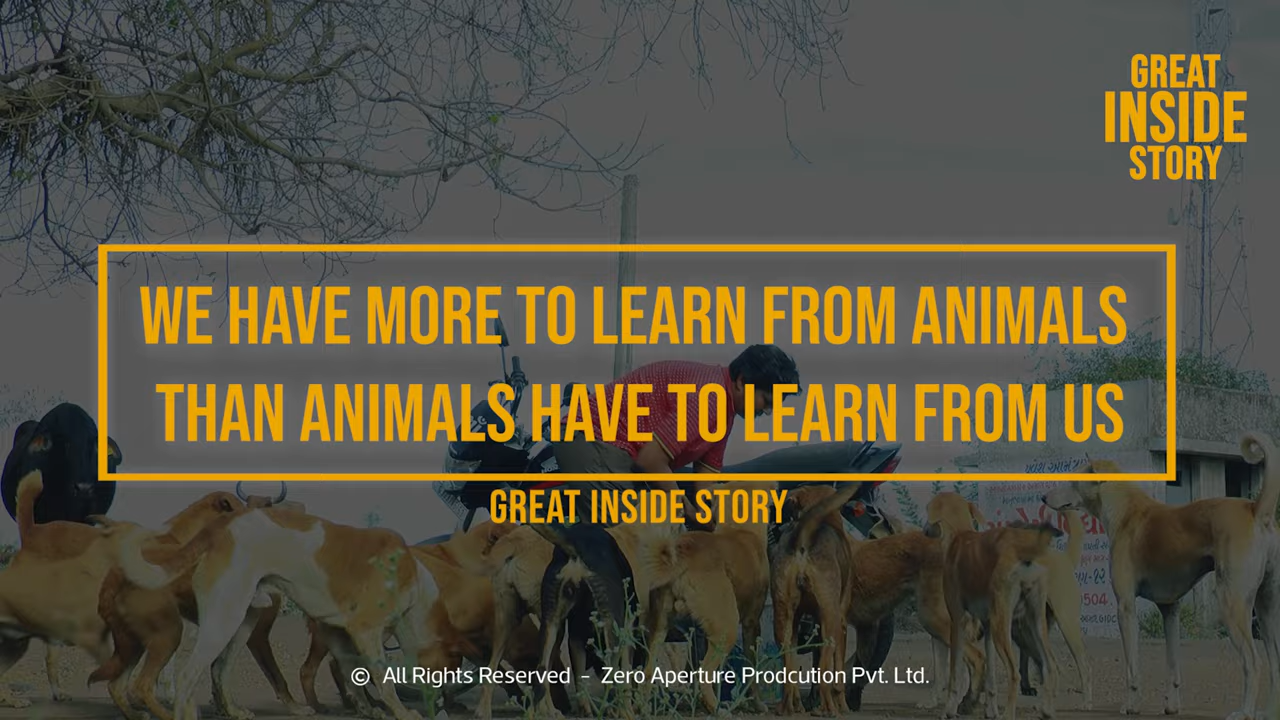 GREAT
INSIDE
STORY
WE HAVE MORE TO LEARN FROM ANIMALS
THAN ANIMALS HAVE TO LEARN FROM US
GREAT INSIDE STORY
© All Rights Reserved - Zero Aperture Prodcution Pvt. Ltd.